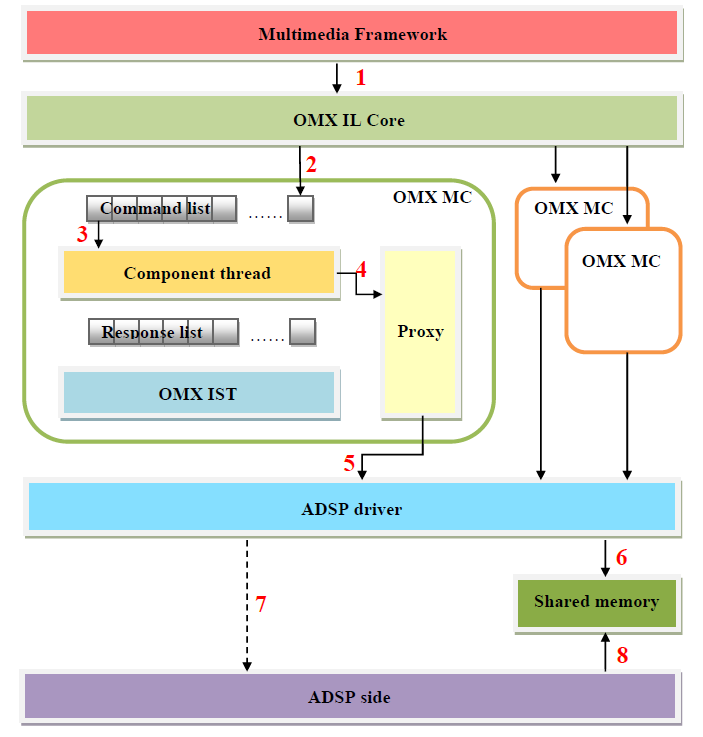 Multimedia Framework
1
OMX IL Core
2
OMX MC
Command list ......
3
Component thread
4
Response list ......
Proxy
OMX IST
OMX MC
OMX MC
5
ADSP driver
6
Shared memory
7
8
ADSP side